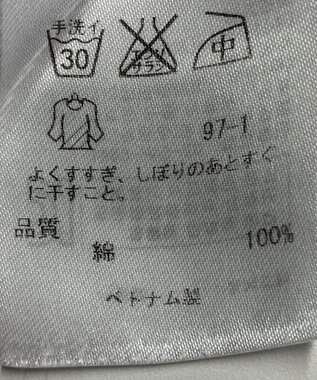 手洗イ
30
エンソ
サラシ
中
97-1
よくすすぎ、しぼりのあとすぐ
に干すこと。
品質
綿 100%
ベトナム製